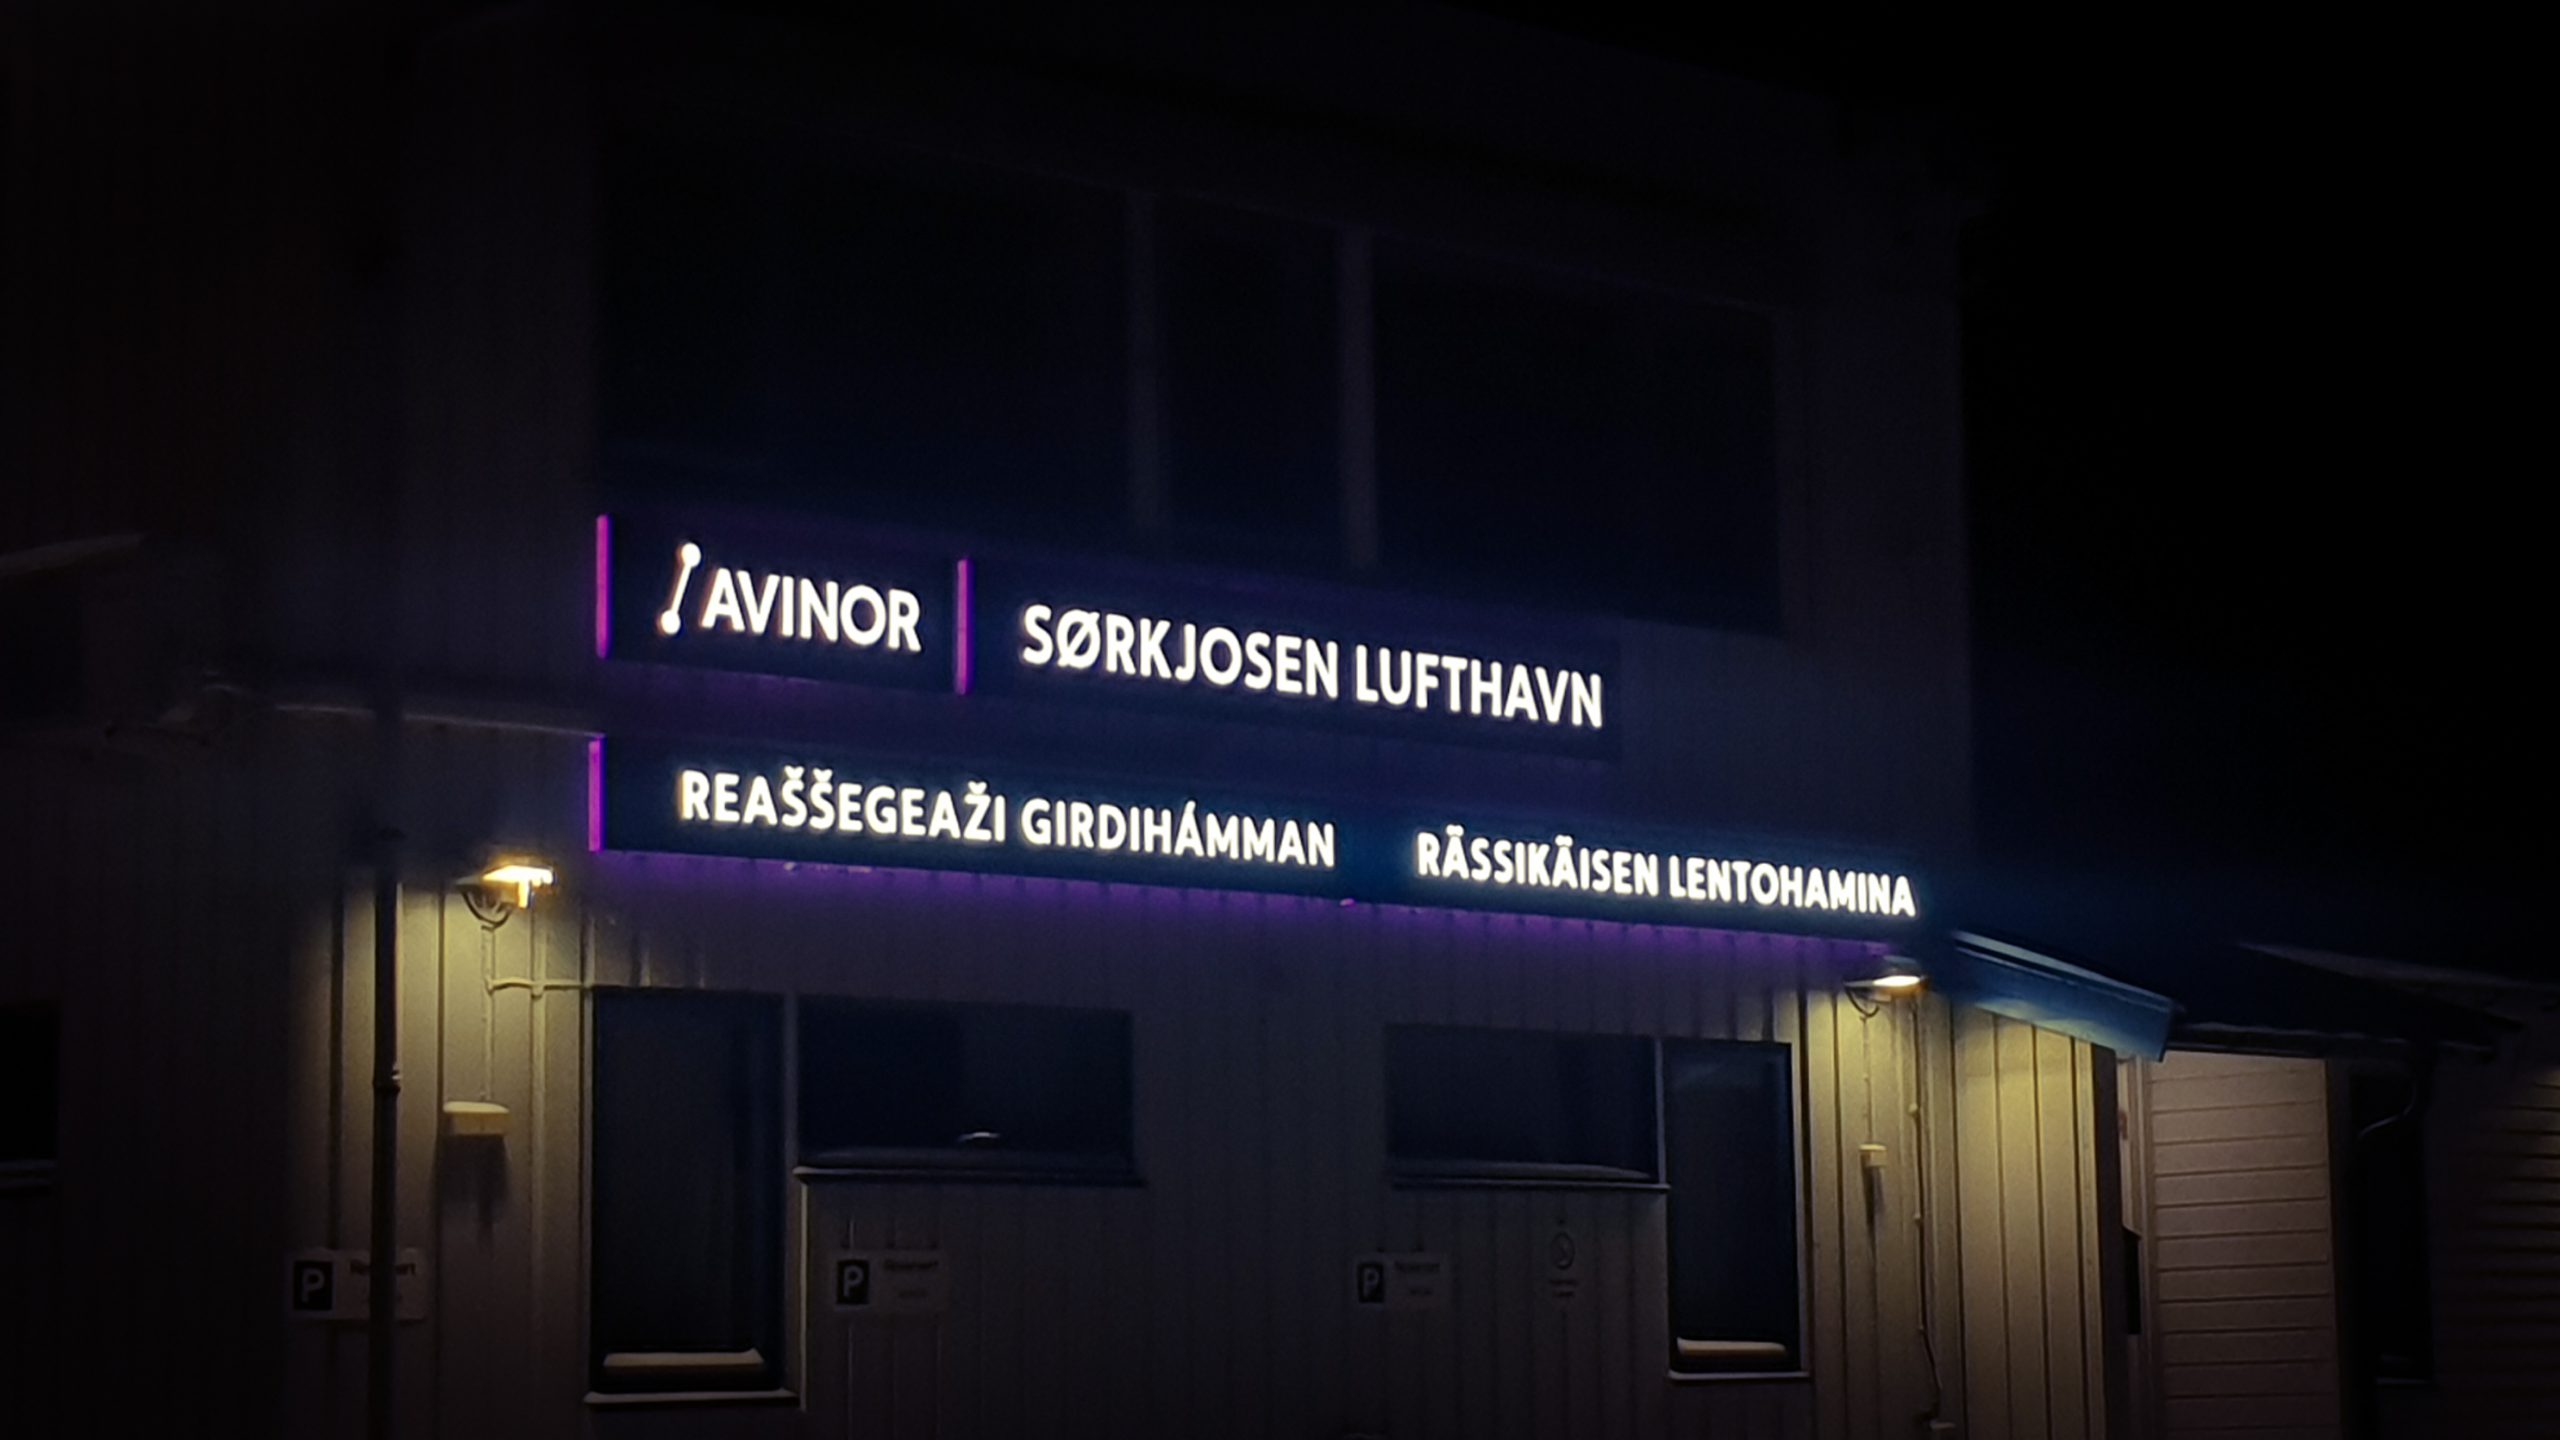 AVINOR SØRKJOSEN LUFTHAVN
REAŠŠEGEAŽI GIRDIHÁMMAN RÄSSIKÄISEN LENTOHAMINA
P
P
P